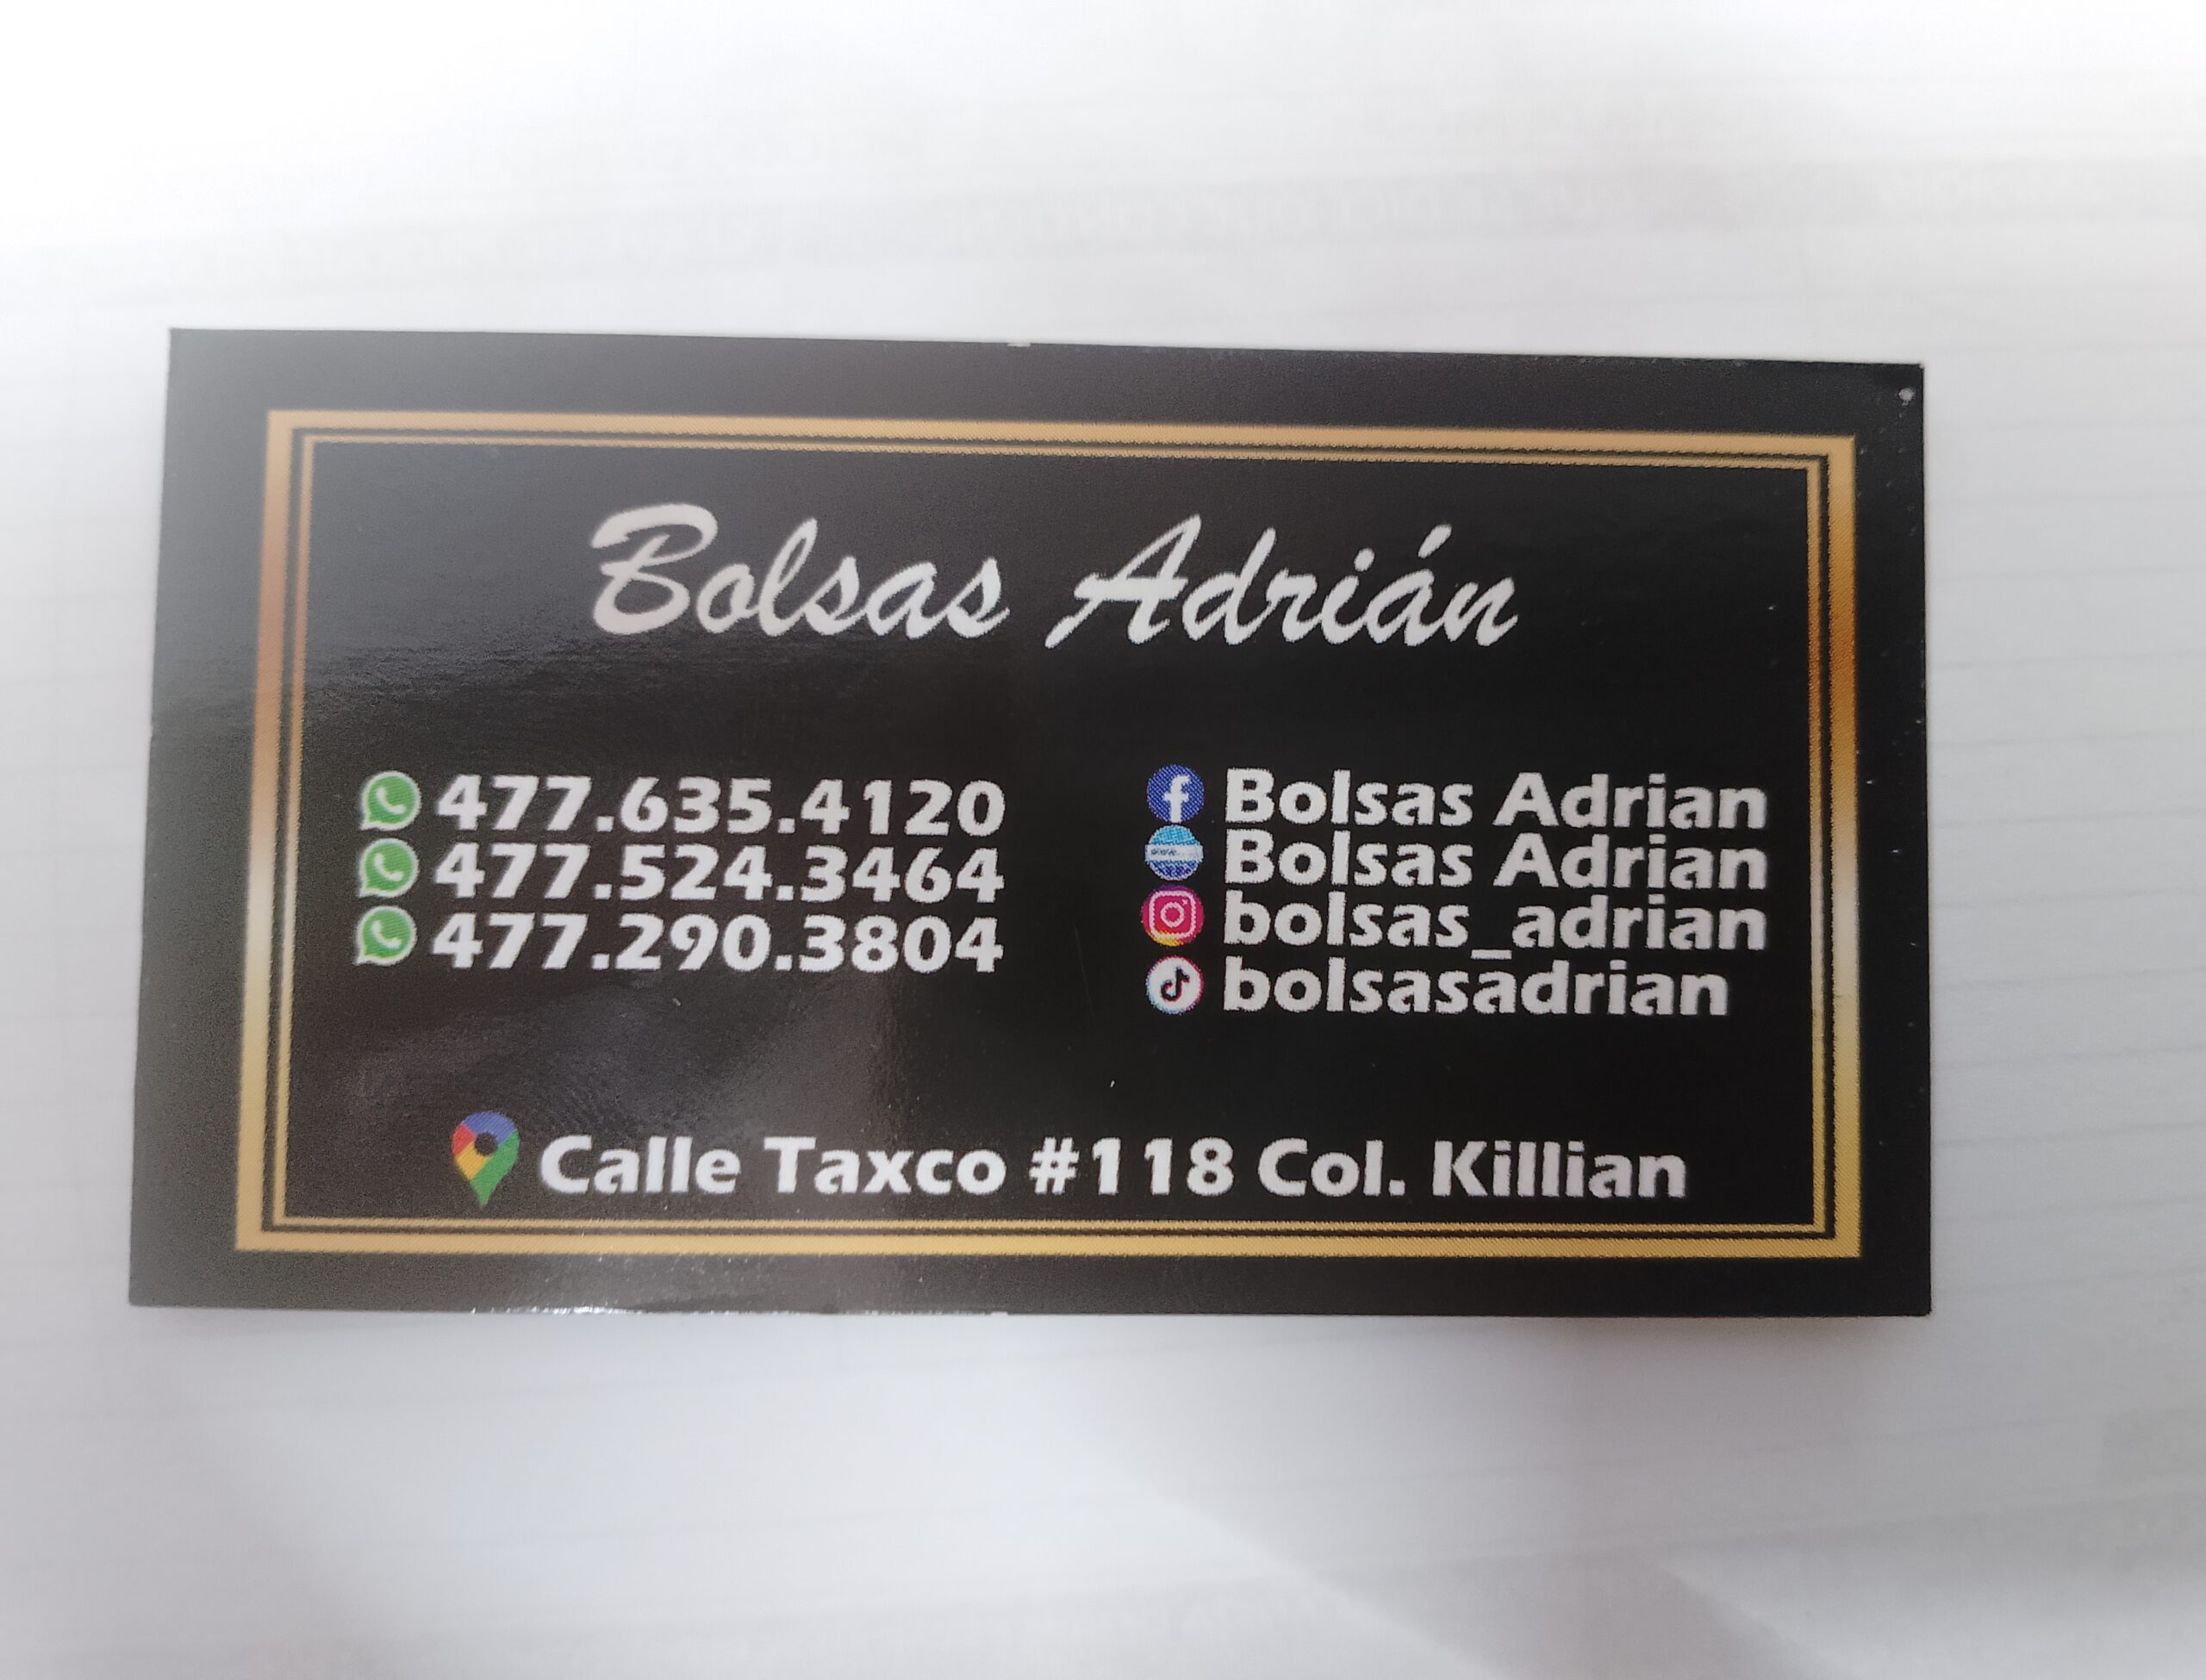 Bolsas Adrián
477.635.4120
477.524.3464
477.290.3804
Bolsas Adrian
Bolsas Adrian
bolsas_adrian
bolsasadrian
Calle Taxco #118 Col. Killian